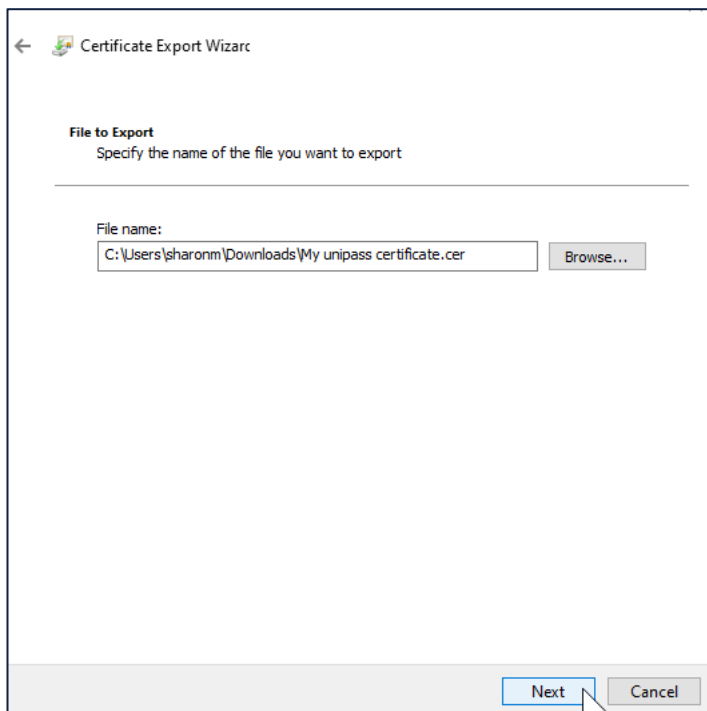 Certificate Export Wizard
File to Export
Specify the name of the file you want to export
File name:
C:\Users\sharonm\Downloads\My unipass certificate.cer
Browse...
Next
Cancel